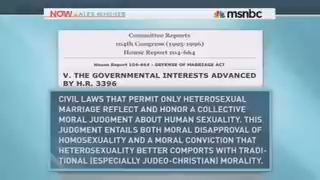 NOW
msnbc
Committee Reports
104th Congress (1995-1996)
House Report 104-664
House Report 104-664 - DEFENSE OF MARRIAGE ACT
V. THE GOVERNMENTAL INTERESTS ADVANCED
BY H.R. 3396
CIVIL LAWS THAT PERMIT ONLY HETEROSEXUAL
MARRIAGE REFLECT AND HONOR A COLLECTIVE
MORAL JUDGMENT ABOUT HUMAN SEXUALITY. THIS
JUDGMENT ENTAILS BOTH MORAL DISAPPROVAL OF
HOMOSEXUALITY AND A MORAL CONVICTION THAT
HETEROSEXUALITY BETTER COMPORTS WITH TRADI-
TIONAL (ESPECIALLY JUDEO-CHRISTIAN) MORALITY.